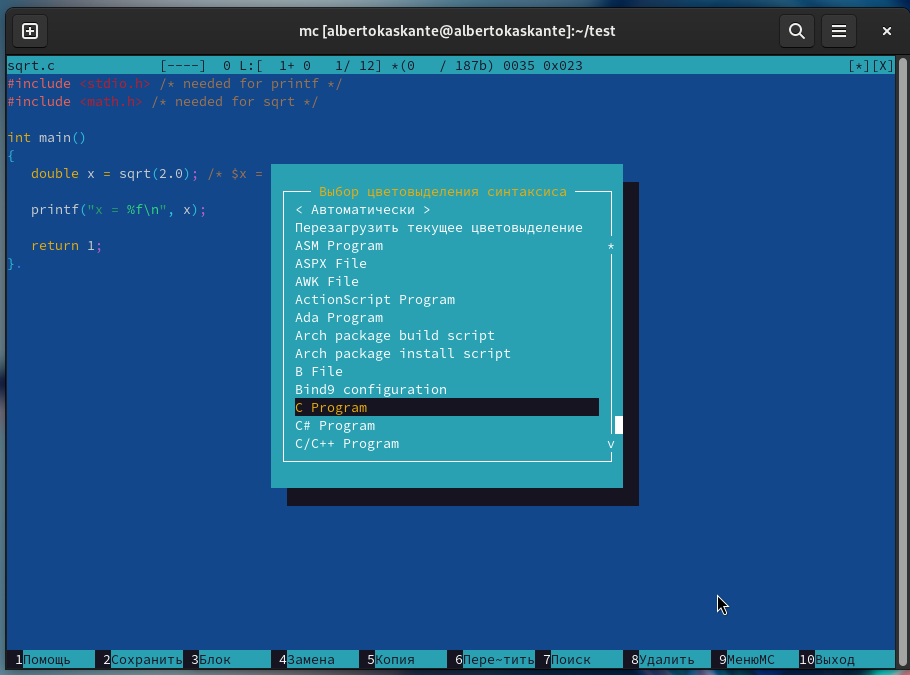 mc [albertokaskante@albertokaskante]:~/test
sqrt.c [----] 0 L:[ 1+ 0 1/ 12] *(0 / 187b) 0035 0x023 [*][X]
#include <stdio.h> /* needed for printf */
#include <math.h> /* needed for sqrt */
int main()
{
double x = sqrt(2.0); /* $x =
printf("x = %f\n", x);
return 1;
}.
Выбор цветовыделения синтаксиса
< Автоматически >
Перезагрузить текущее цветовыделение
ASM Program *
ASPX File
AWK File
ActionScript Program
Ada Program
Arch package build script
Arch package install script
B File
Bind9 configuration
C Program
C# Program
C/C++ Program v
1Помощь 2Сохранить 3Блок 4Замена 5Копия 6Пере~тить 7Поиск 8Удалить 9МенюMC 10Выход